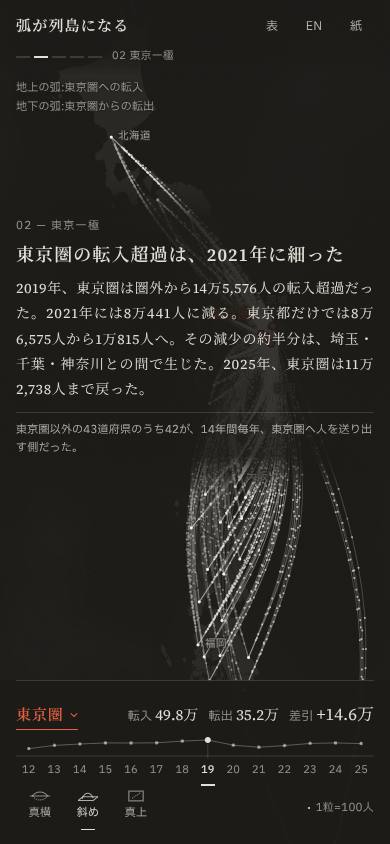 弧が列島になる
表 EN 紙
02 東京一極
地上の弧:東京圏への転入
地下の弧:東京圏からの転出
北海道
02 — 東京一極
東京圏の転入超過は、2021年に細った
2019年、東京圏は圏外から14万5,576人の転入超過だっ
た。2021年には8万441人に減る。東京都だけでは8万
6,575人から1万815人へ。その減少の約半分は、埼玉・
千葉・神奈川との間で生じた。2025年、東京圏は11万
2,738人まで戻った。
東京圏以外の43道府県のうち42が、14年間毎年、東京圏へ人を送り出
す側だった。
福岡
東京圏 転入 49.8万 転出 35.2万 差引 +14.6万
12 13 14 15 16 17 18 19 20 21 22 23 24 25
真横 斜め 真上
・1粒=100人